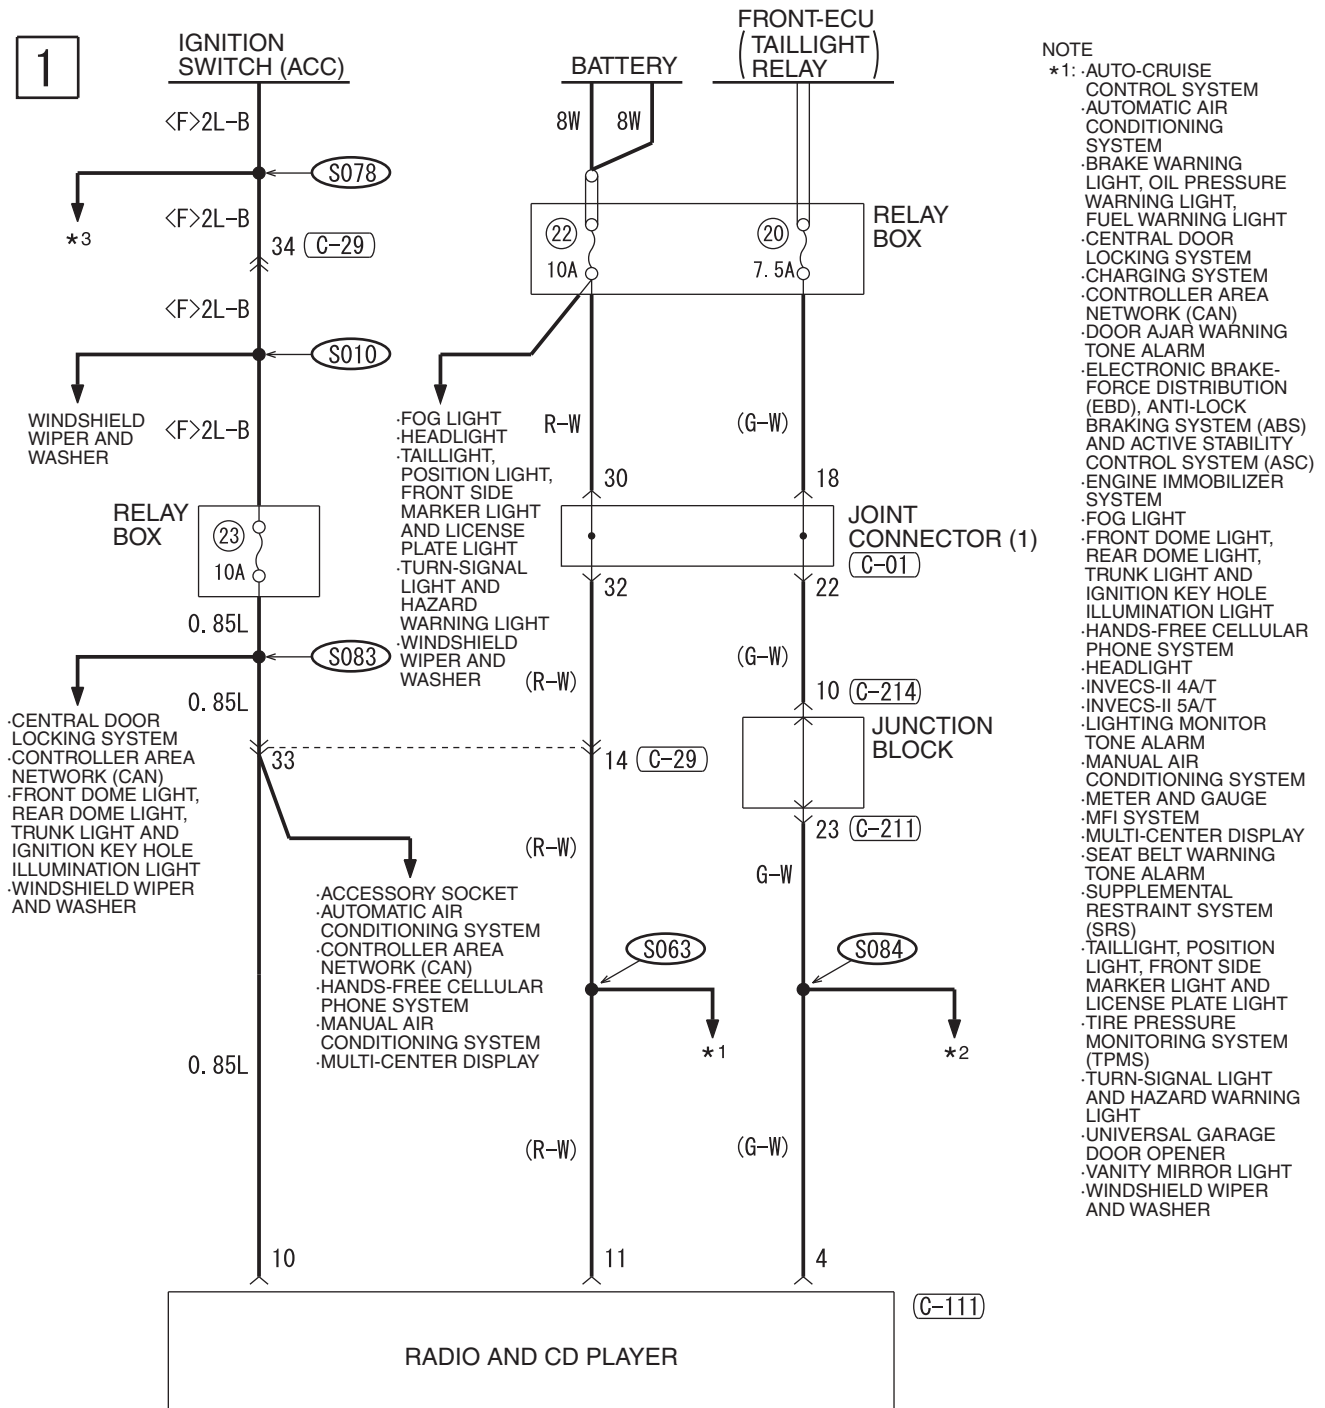 1
IGNITION
SWITCH (ACC)
BATTERY
FRONT-ECU
(TAILLIGHT
RELAY)
<F>2L-B
8W
8W
S078
*3
<F>2L-B
34
C-29
22
10A
20
7.5A
RELAY
BOX
<F>2L-B
S010
WINDSHIELD
WIPER AND
WASHER
<F>2L-B
·FOG LIGHT
·HEADLIGHT
·TAILLIGHT,
POSITION LIGHT,
FRONT SIDE
MARKER LIGHT
AND LICENSE
PLATE LIGHT
·TURN-SIGNAL
LIGHT AND
HAZARD
WARNING LIGHT
·WINDSHIELD
WIPER AND
WASHER
R-W
(G-W)
30
18
RELAY
BOX
23
10A
JOINT
CONNECTOR (1)
C-01
32
22
0.85L
S083
(R-W)
(G-W)
0.85L
10
C-214
·CENTRAL DOOR
LOCKING SYSTEM
·CONTROLLER AREA
NETWORK (CAN)
·FRONT DOME LIGHT,
REAR DOME LIGHT,
TRUNK LIGHT AND
IGNITION KEY HOLE
ILLUMINATION LIGHT
·WINDSHIELD WIPER
AND WASHER
33
14
C-29
JUNCTION
BLOCK
23
C-211
(R-W)
G-W
·ACCESSORY SOCKET
·AUTOMATIC AIR
CONDITIONING SYSTEM
·CONTROLLER AREA
NETWORK (CAN)
·HANDS-FREE CELLULAR
PHONE SYSTEM
·MANUAL AIR
CONDITIONING SYSTEM
·MULTI-CENTER DISPLAY
S063
S084
*1
*2
0.85L
(R-W)
(G-W)
10
11
4
C-111
RADIO AND CD PLAYER
NOTE
*1: ·AUTO-CRUISE
CONTROL SYSTEM
·AUTOMATIC AIR
CONDITIONING
SYSTEM
·BRAKE WARNING
LIGHT, OIL PRESSURE
WARNING LIGHT,
FUEL WARNING LIGHT
·CENTRAL DOOR
LOCKING SYSTEM
·CHARGING SYSTEM
·CONTROLLER AREA
NETWORK (CAN)
·DOOR AJAR WARNING
TONE ALARM
·ELECTRONIC BRAKE-
FORCE DISTRIBUTION
(EBD), ANTI-LOCK
BRAKING SYSTEM (ABS)
AND ACTIVE STABILITY
CONTROL SYSTEM (ASC)
·ENGINE IMMOBILIZER
SYSTEM
·FOG LIGHT
·FRONT DOME LIGHT,
REAR DOME LIGHT,
TRUNK LIGHT AND
IGNITION KEY HOLE
ILLUMINATION LIGHT
·HANDS-FREE CELLULAR
PHONE SYSTEM
·HEADLIGHT
·INVECS-II 4A/T
·INVECS-II 5A/T
·LIGHTING MONITOR
TONE ALARM
·MANUAL AIR
CONDITIONING SYSTEM
·METER AND GAUGE
·MFI SYSTEM
·MULTI-CENTER DISPLAY
·SEAT BELT WARNING
TONE ALARM
·SUPPLEMENTAL
RESTRAINT SYSTEM
(SRS)
·TAILLIGHT, POSITION
LIGHT, FRONT SIDE
MARKER LIGHT AND
LICENSE PLATE LIGHT
·TIRE PRESSURE
MONITORING SYSTEM
(TPMS)
·TURN-SIGNAL LIGHT
AND HAZARD WARNING
LIGHT
·UNIVERSAL GARAGE
DOOR OPENER
·VANITY MIRROR LIGHT
·WINDSHIELD WIPER
AND WASHER